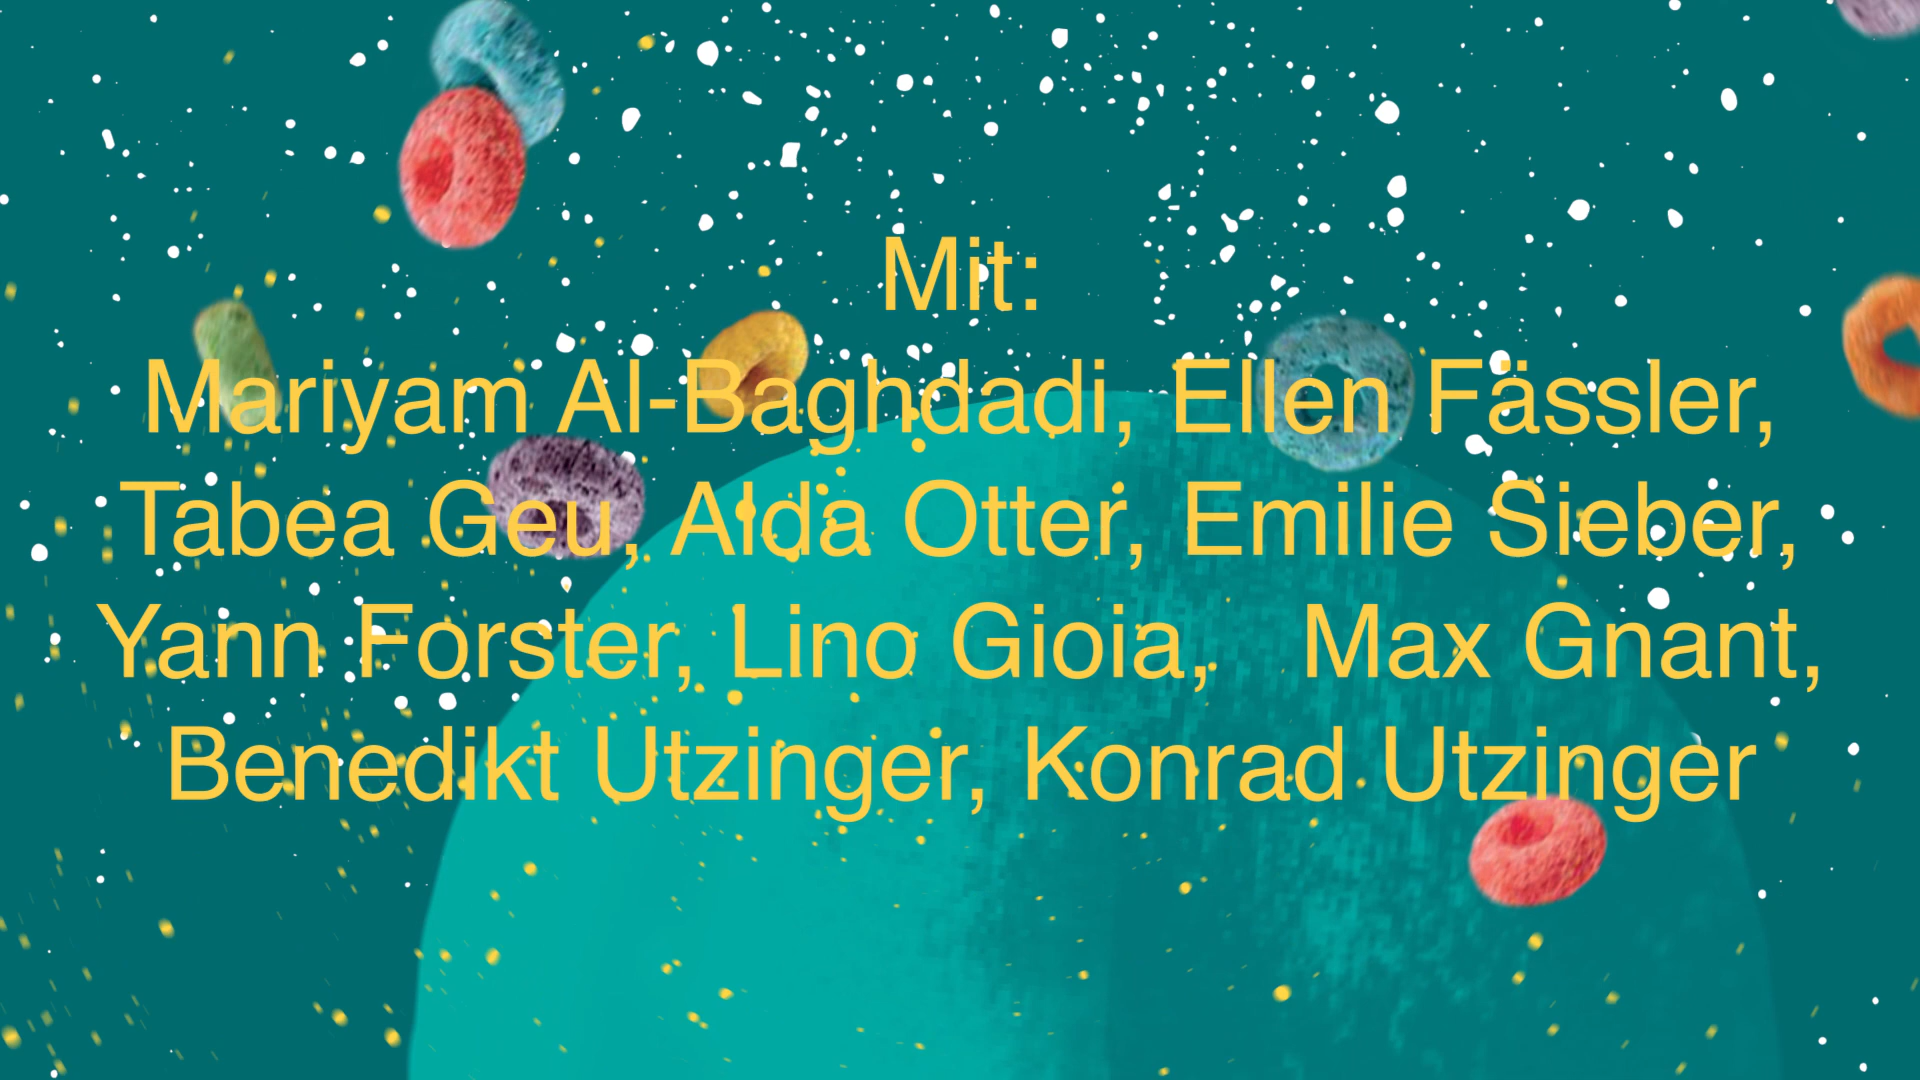 Mit:
Mariyam Al-Baghdadi, Ellen Fässler,
Tabea Geu, Alda Otter, Emilie Sieber,
Yann Forster, Lino Gioia, Max Gnant,
Benedikt Utzinger, Konrad Utzinger